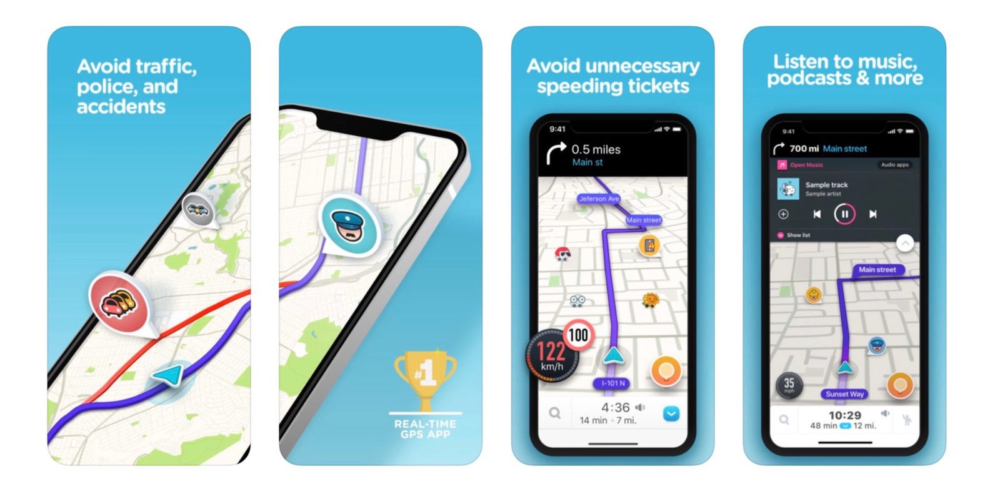 Avoid traffic,
police, and
accidents
#1
REAL-TIME
GPS APP
Avoid unnecessary
speeding tickets
9:41
0.5 miles
Main st
Jeferson Ave
Main street
100
122
km/h
I-101 N
4:36
14 min · 7 mi.
Listen to music,
podcasts & more
9:41
700 mi Main street
Open Music Audio apps
Sample track
Sample artist
Show list
Main street
35
mph
Sunset Way
10:29
48 min 12 mi.